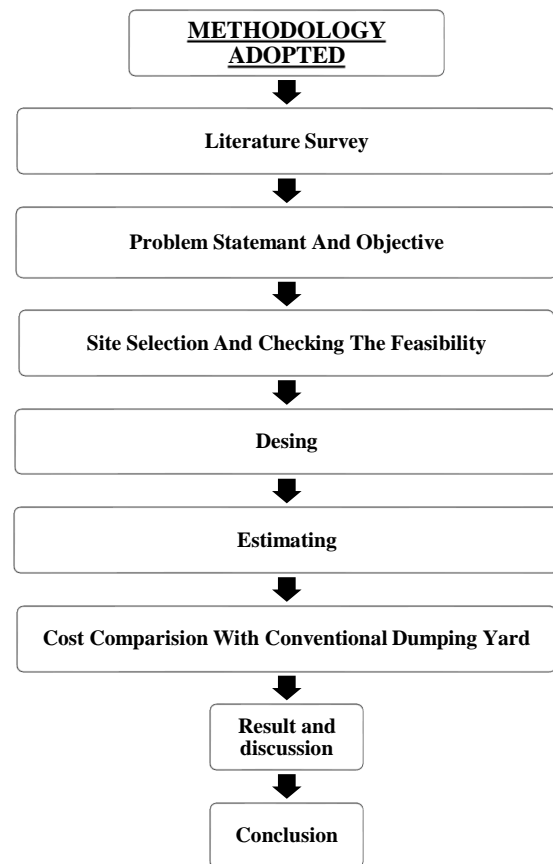 METHODOLOGY
ADOPTED
Literature Survey
Problem Statemant And Objective
Site Selection And Checking The Feasibility
Desing
Estimating
Cost Comparision With Conventional Dumping Yard
Result and
discussion
Conclusion